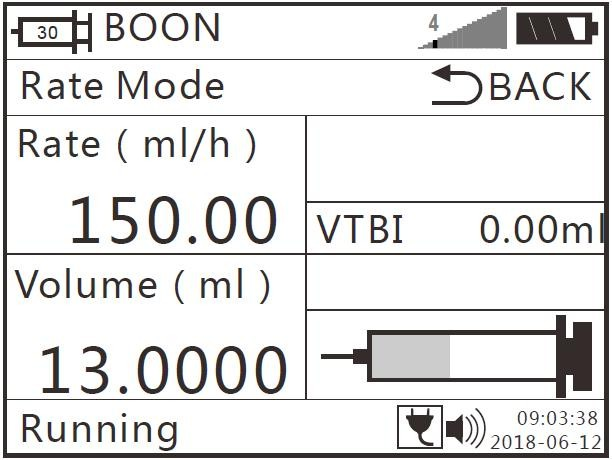 30 BOON 4
Rate Mode BACK
Rate ( ml/h )
150.00
VTBI 0.00ml
Volume ( ml )
13.0000
Running
09:03:38
2018-06-12